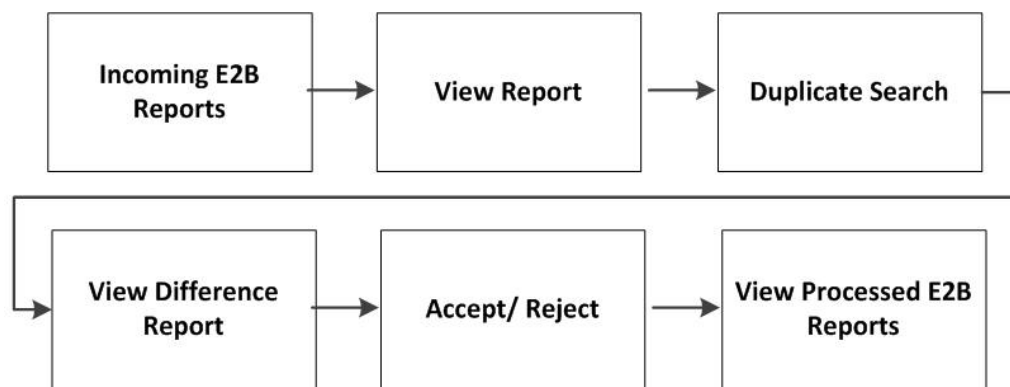 Incoming E2B
Reports
View Report
Duplicate Search
View Difference
Report
Accept/ Reject
View Processed E2B
Reports